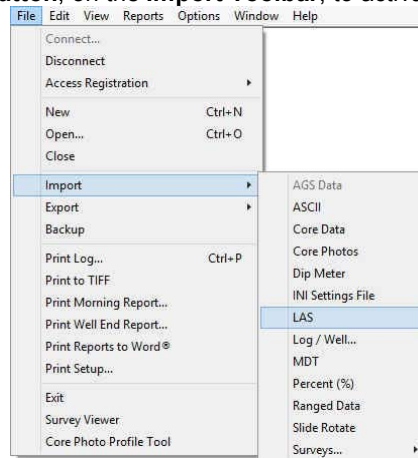 utton, on the Import Toolbar, to activ
File Edit View Reports Options Window Help
Connect...
Disconnect
Access Registration
New Ctrl+N
Open... Ctrl+O
Close
Import
Export
Backup
Print Log... Ctrl+P
Print to TIFF
Print Morning Report...
Print Well End Report...
Print Reports to Word®
Print Setup...
Exit
Survey Viewer
Core Photo Profile Tool
AGS Data
ASCII
Core Data
Core Photos
Dip Meter
INI Settings File
LAS
Log / Well...
MDT
Percent (%)
Ranged Data
Slide Rotate
Surveys...